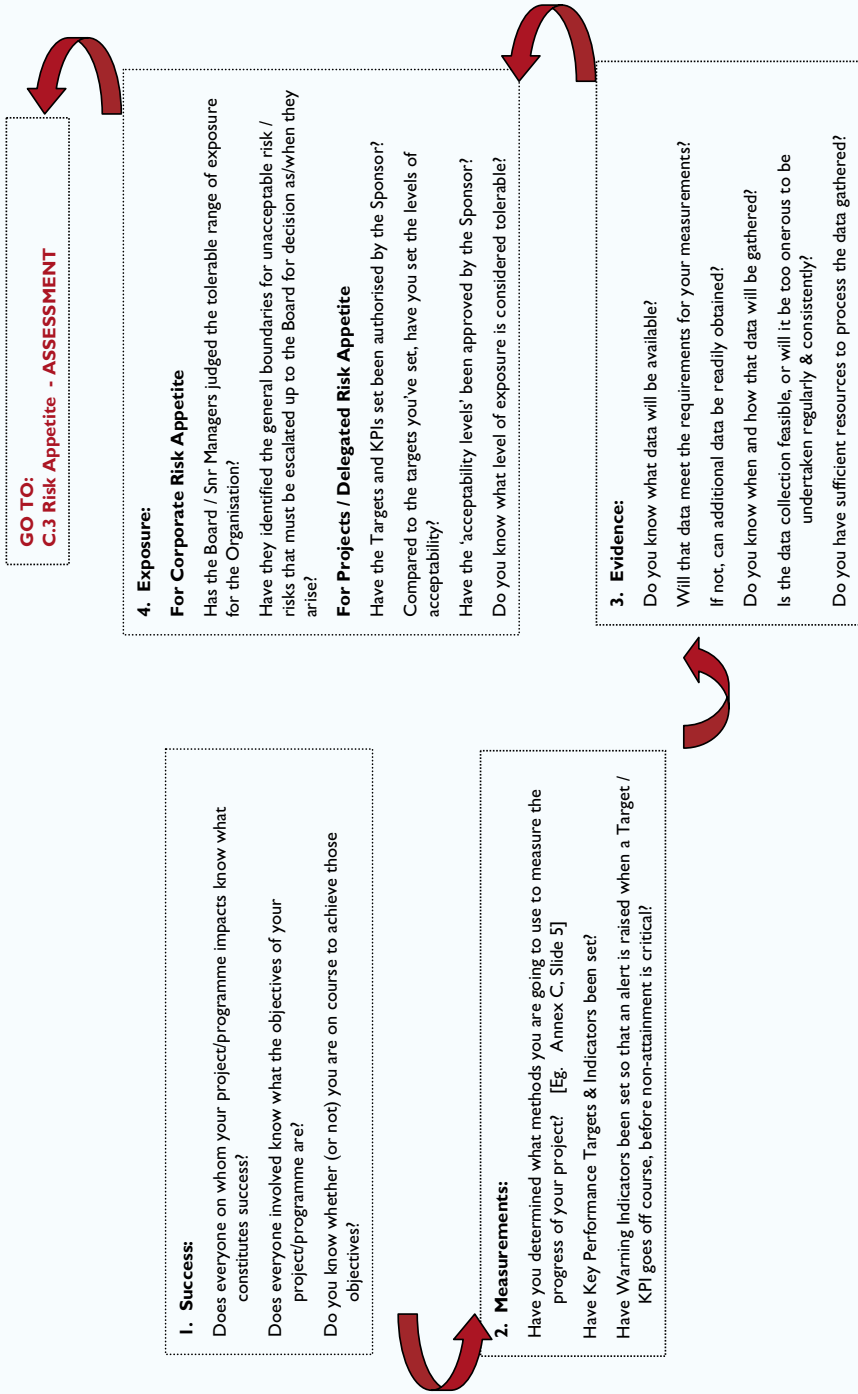 1. Success:
Does everyone on whom your project/programme impacts know what
constitutes success?
Does everyone involved know what the objectives of your
project/programme are?
Do you know whether (or not) you are on course to achieve those
objectives?
2. Measurements:
Have you determined what methods you are going to use to measure the
progress of your project? [Eg. Annex C, Slide 5]
Have Key Performance Targets & Indicators been set?
Have Warning Indicators been set so that an alert is raised when a Target /
KPI goes off course, before non-attainment is critical?
3. Evidence:
Do you know what data will be available?
Will that data meet the requirements for your measurements?
If not, can additional data be readily obtained?
Do you know when and how that data will be gathered?
Is the data collection feasible, or will it be too onerous to be
undertaken regularly & consistently?
Do you have sufficient resources to process the data gathered?
4. Exposure:
For Corporate Risk Appetite
Has the Board / Snr Managers judged the tolerable range of exposure
for the Organisation?
Have they identified the general boundaries for unacceptable risk /
risks that must be escalated up to the Board for decision as/when they
arise?
For Projects / Delegated Risk Appetite
Have the Targets and KPIs set been authorised by the Sponsor?
Compared to the targets you've set, have you set the levels of
acceptability?
Have the 'acceptability levels' been approved by the Sponsor?
Do you know what level of exposure is considered tolerable?
GO TO:
C.3 Risk Appetite - ASSESSMENT